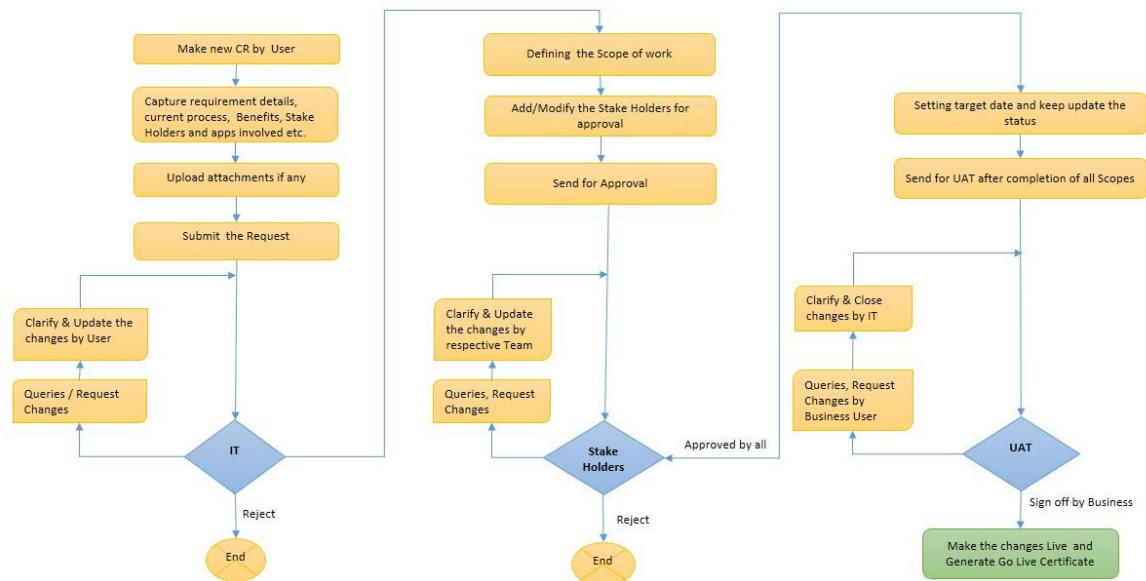 Make new CR by User
Capture requirement details,
current process, Benefits, Stake
Holders and apps involved etc.
Upload attachments if any
Submit the Request
Clarify & Update the
changes by User
Queries / Request
Changes
IT
Reject
End
Defining the Scope of work
Add/Modify the Stake Holders for
approval
Send for Approval
Clarify & Update
the changes by
respective Team
Queries, Request
Changes
Stake
Holders
Approved by all
Reject
End
Setting target date and keep update the
status
Send for UAT after completion of all Scopes
Clarify & Close
changes by IT
Queries, Request
Changes by
Business User
UAT
Sign off by Business
Make the changes Live and
Generate Go Live Certificate